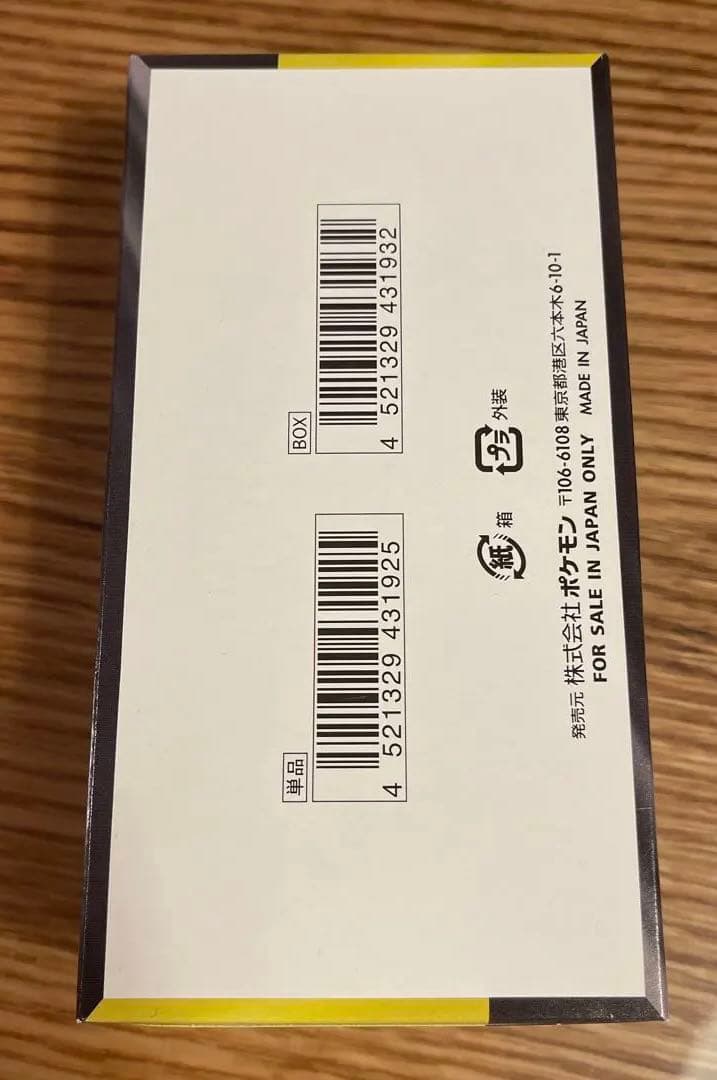 単品
4 521329 431925
BOX
4 521329 431932
紙 箱
プラ 外装
発売元 株式会社 ポケモン 〒106-6108 東京都港区六本木6-10-1
FOR SALE IN JAPAN ONLY MADE IN JAPAN